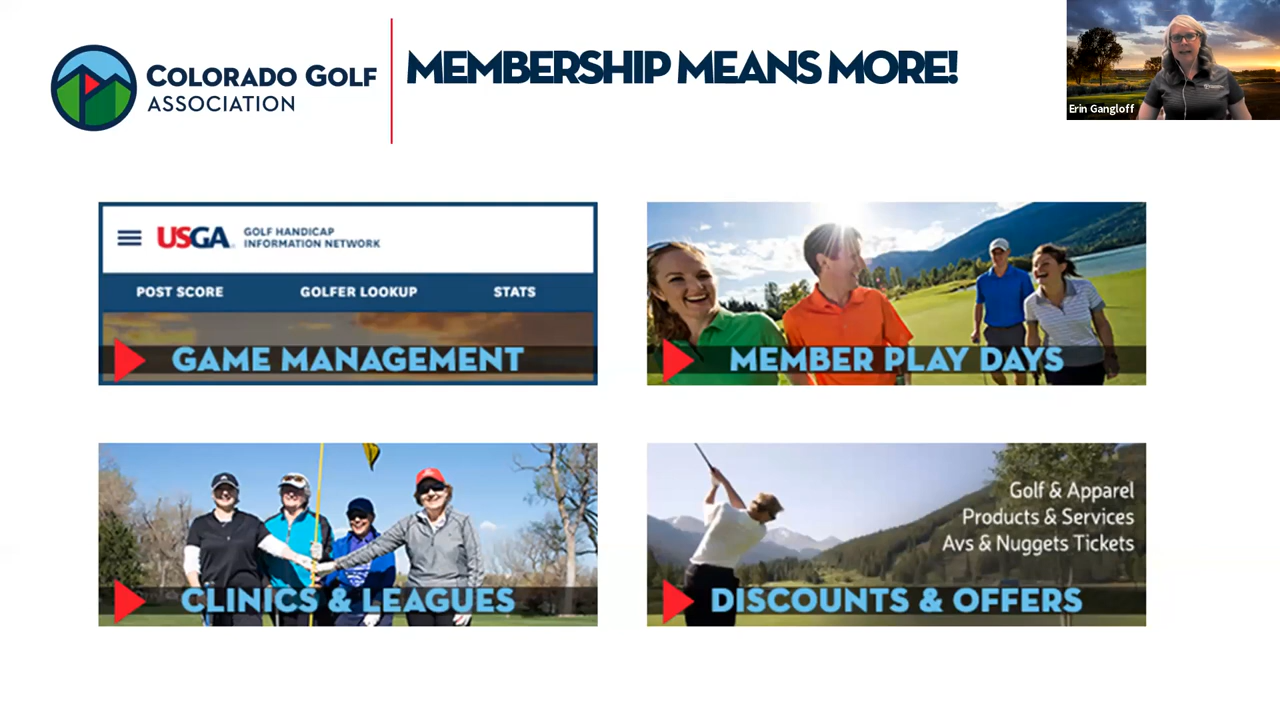 COLORADO GOLF
ASSOCIATION
MEMBERSHIP MEANS MORE!
Erin Gangloff
USGA
GOLF HANDICAP
INFORMATION NETWORK
POST SCORE GOLFER LOOKUP STATS
GAME MANAGEMENT
MEMBER PLAY DAYS
CLINICS & LEAGUES
Golf & Apparel
Products & Services
Avs & Nuggets Tickets
DISCOUNTS & OFFERS